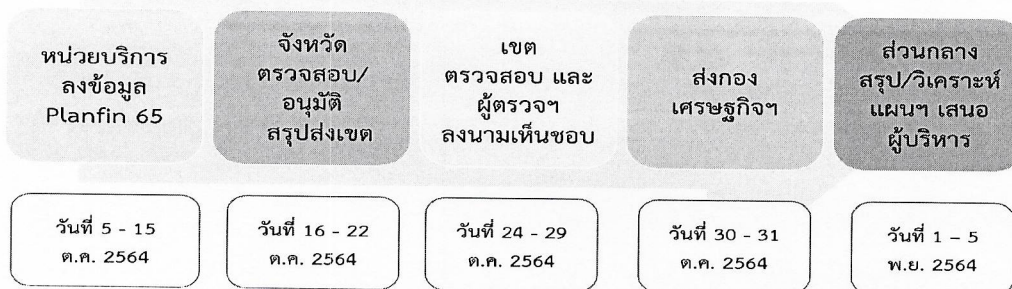 หน่วยบริการ
ลงข้อมูล
Planfin 65
จังหวัด
ตรวจสอบ/
อนุมัติ
สรุปส่งเขต
เขต
ตรวจสอบ และ
ผู้ตรวจฯ
ลงนามเห็นชอบ
ส่งกอง
เศรษฐกิจฯ
ส่วนกลาง
สรุป/วิเคราะห์
แผนฯ เสนอ
ผู้บริหาร
วันที่ 5 - 15
ต.ค. 2564
วันที่ 16 - 22
ต.ค. 2564
วันที่ 24 - 29
ต.ค. 2564
วันที่ 30 - 31
ต.ค. 2564
วันที่ 1 – 5
พ.ย. 2564